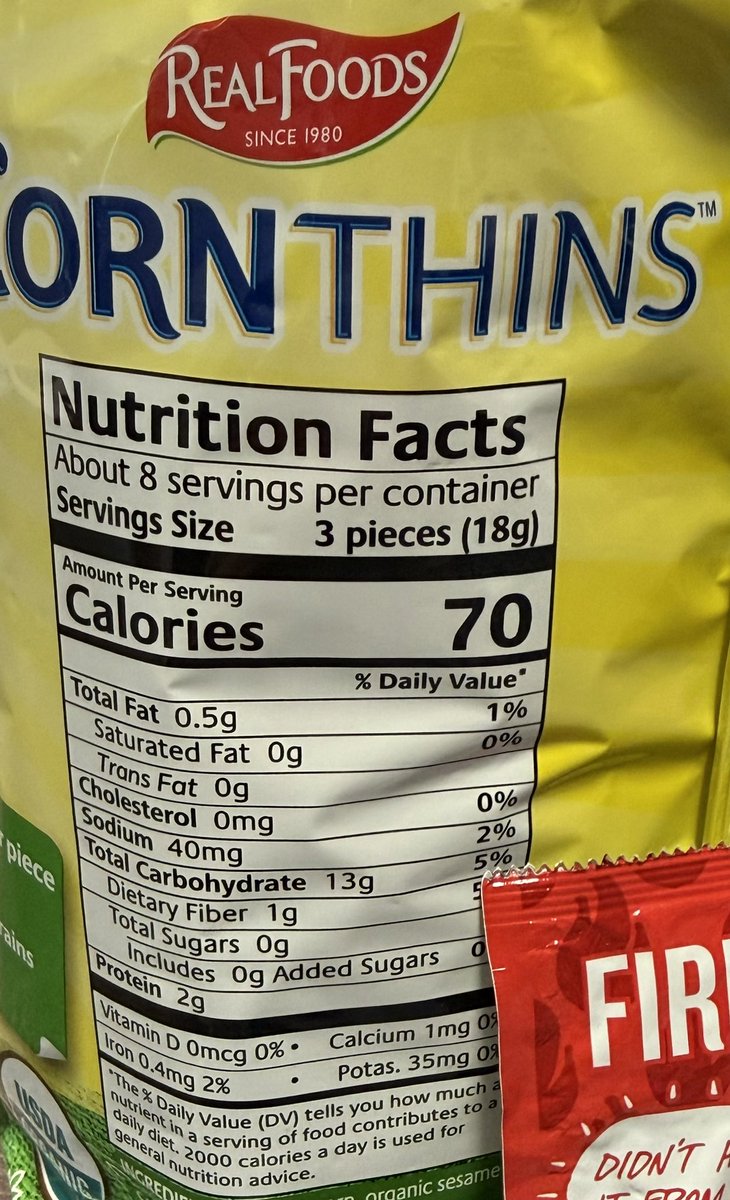 REALFOODS
SINCE 1980
CORNTHINS™
Nutrition Facts
About 8 servings per container
Servings Size 3 pieces (18g)
Amount Per Serving
Calories 70
% Daily Value*
Total Fat 0.5g 1%
Saturated Fat 0g 0%
Trans Fat 0g
Cholesterol 0mg 0%
Sodium 40mg 2%
Total Carbohydrate 13g 5%
Dietary Fiber 1g 5
Total Sugars 0g
Includes 0g Added Sugars 0
Protein 2g
Vitamin D 0mcg 0% • Calcium 1mg 0%
Iron 0.4mg 2% • Potas. 35mg 0%
*The % Daily Value (DV) tells you how much a
nutrient in a serving of food contributes to a
daily diet. 2000 calories a day is used for
general nutrition advice.
organic sesame
piece
USDA
FIR
DIDN'T